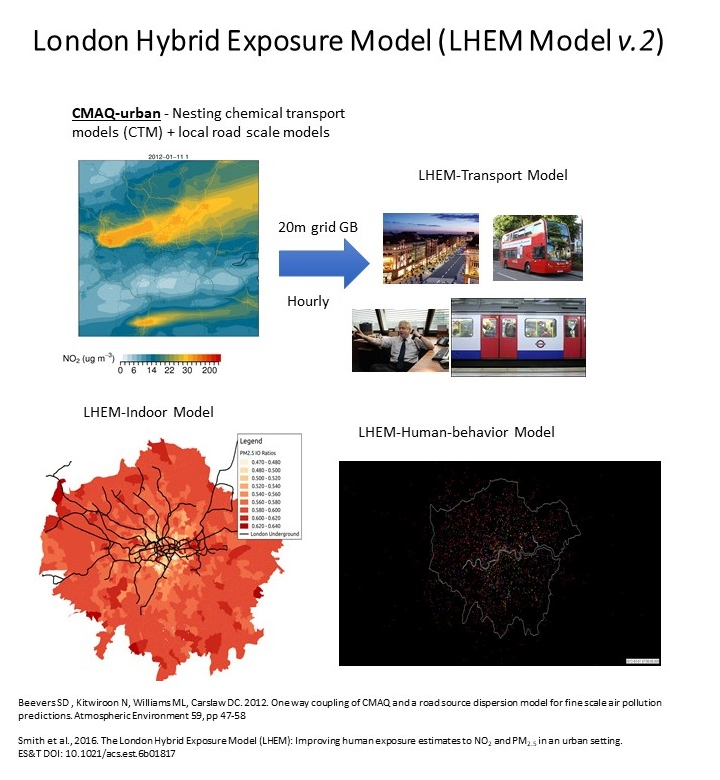 London Hybrid Exposure Model (LHEM Model v.2)
CMAQ-urban - Nesting chemical transport
models (CTM) + local road scale models
2012-01-11 1
NO2 (ug m-3)
0 6 14 22 30 200
20m grid GB
Hourly
LHEM-Transport Model
LHEM-Indoor Model
Legend
PM2.5 IO Ratios
0.470 - 0.480
0.480 - 0.500
0.500 - 0.520
0.520 - 0.540
0.540 - 0.560
0.560 - 0.580
0.580 - 0.600
0.600 - 0.620
0.620 - 0.640
London Underground
LHEM-Human-behavior Model
Beevers SD , Kitwiroon N, Williams ML, Carslaw DC. 2012. One way coupling of CMAQ and a road source dispersion model for fine scale air pollution
predictions. Atmospheric Environment 59, pp 47-58
Smith et al., 2016. The London Hybrid Exposure Model (LHEM): Improving human exposure estimates to NO2 and PM2.5 in an urban setting.
ES&T DOI: 10.1021/acs.est.6b01817